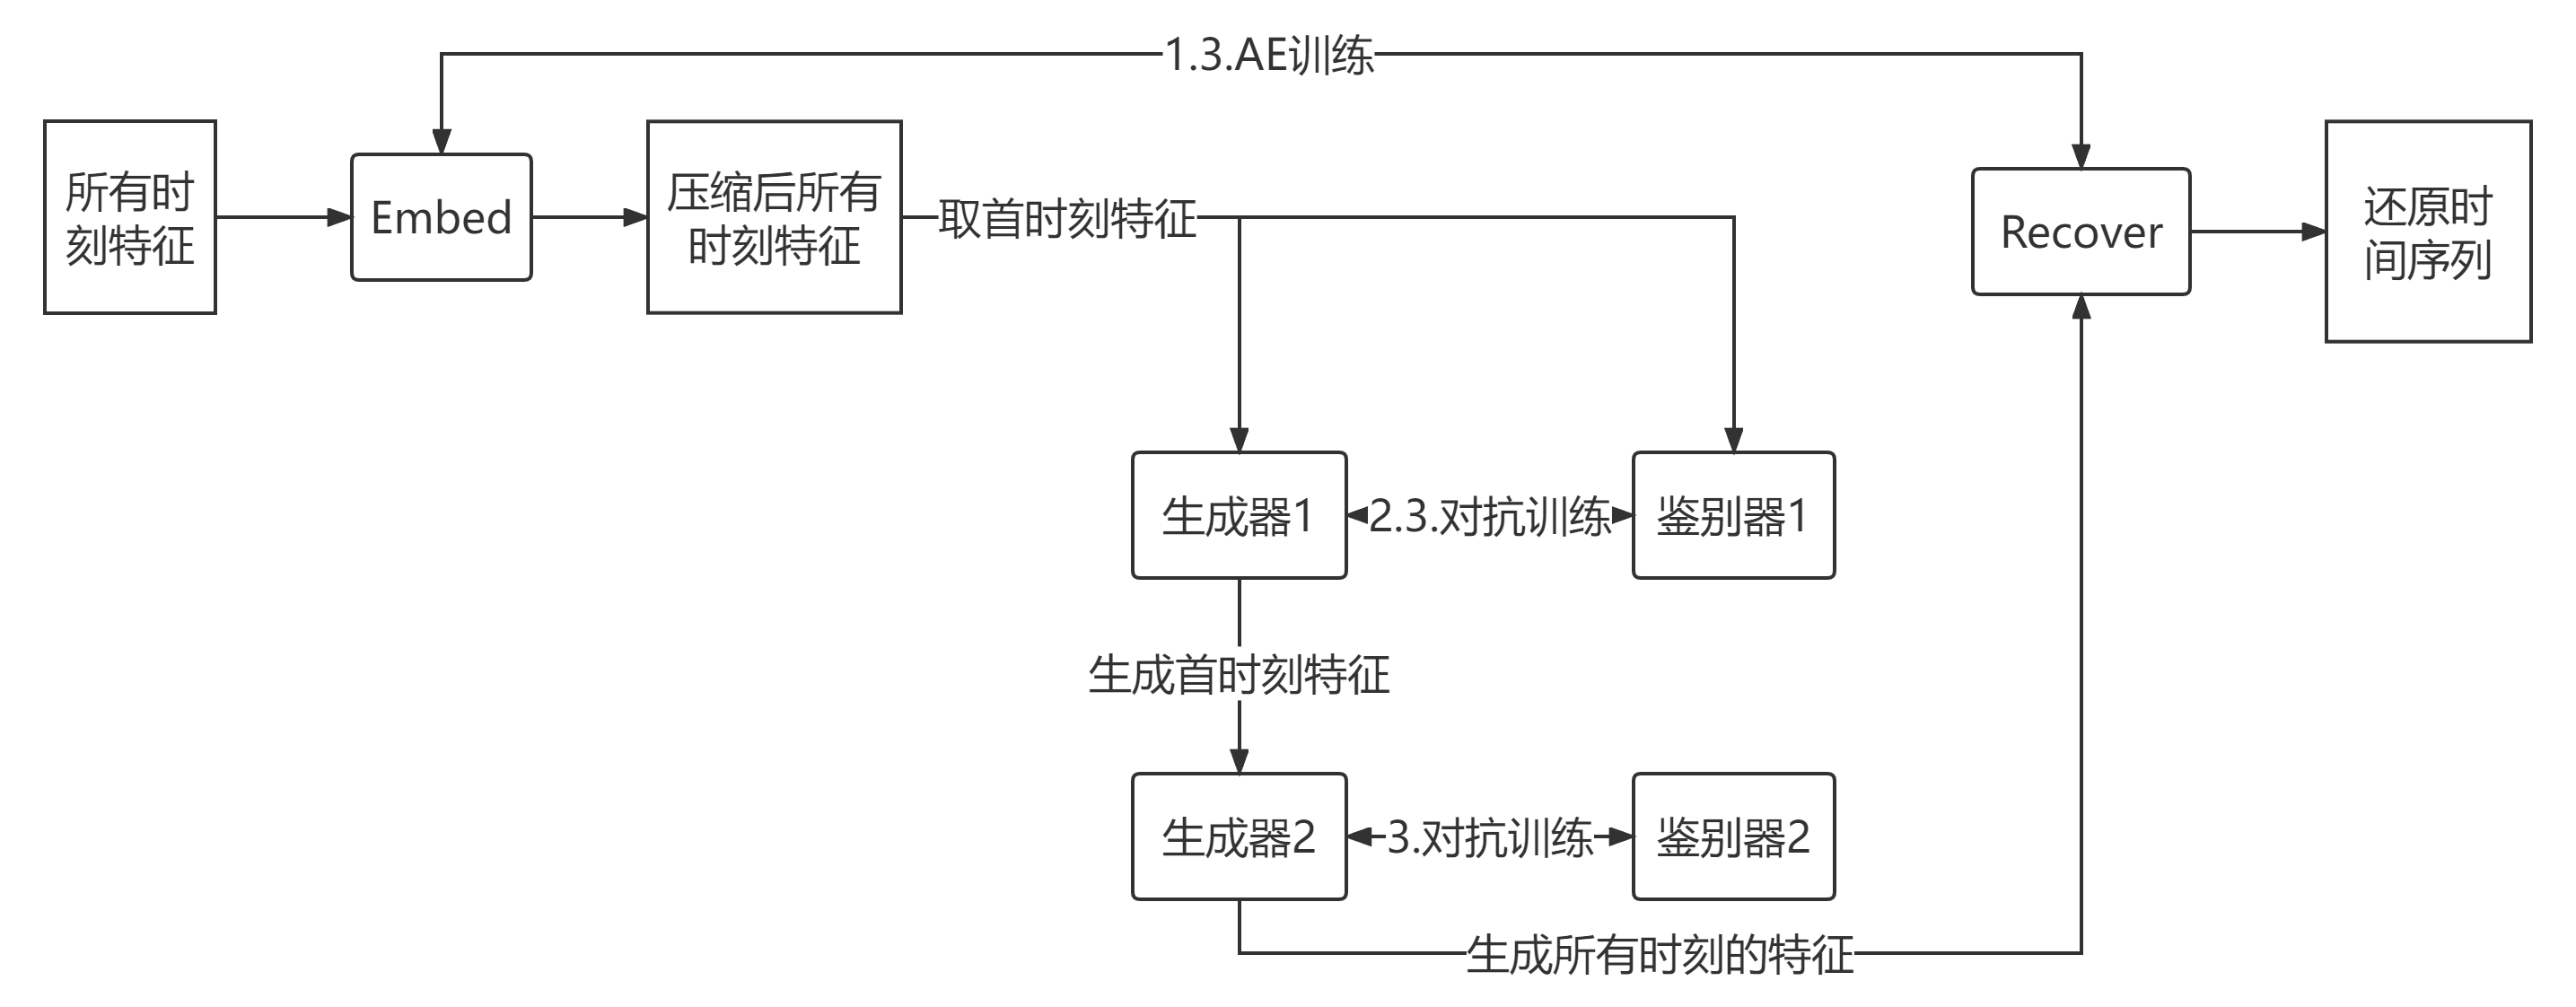 1.3.AE训练
所有时
刻特征
Embed
压缩后所有
时刻特征
取首时刻特征
Recover
还原时
间序列
生成器1
2.3.对抗训练
鉴别器1
生成首时刻特征
生成器2
3.对抗训练
鉴别器2
生成所有时刻的特征